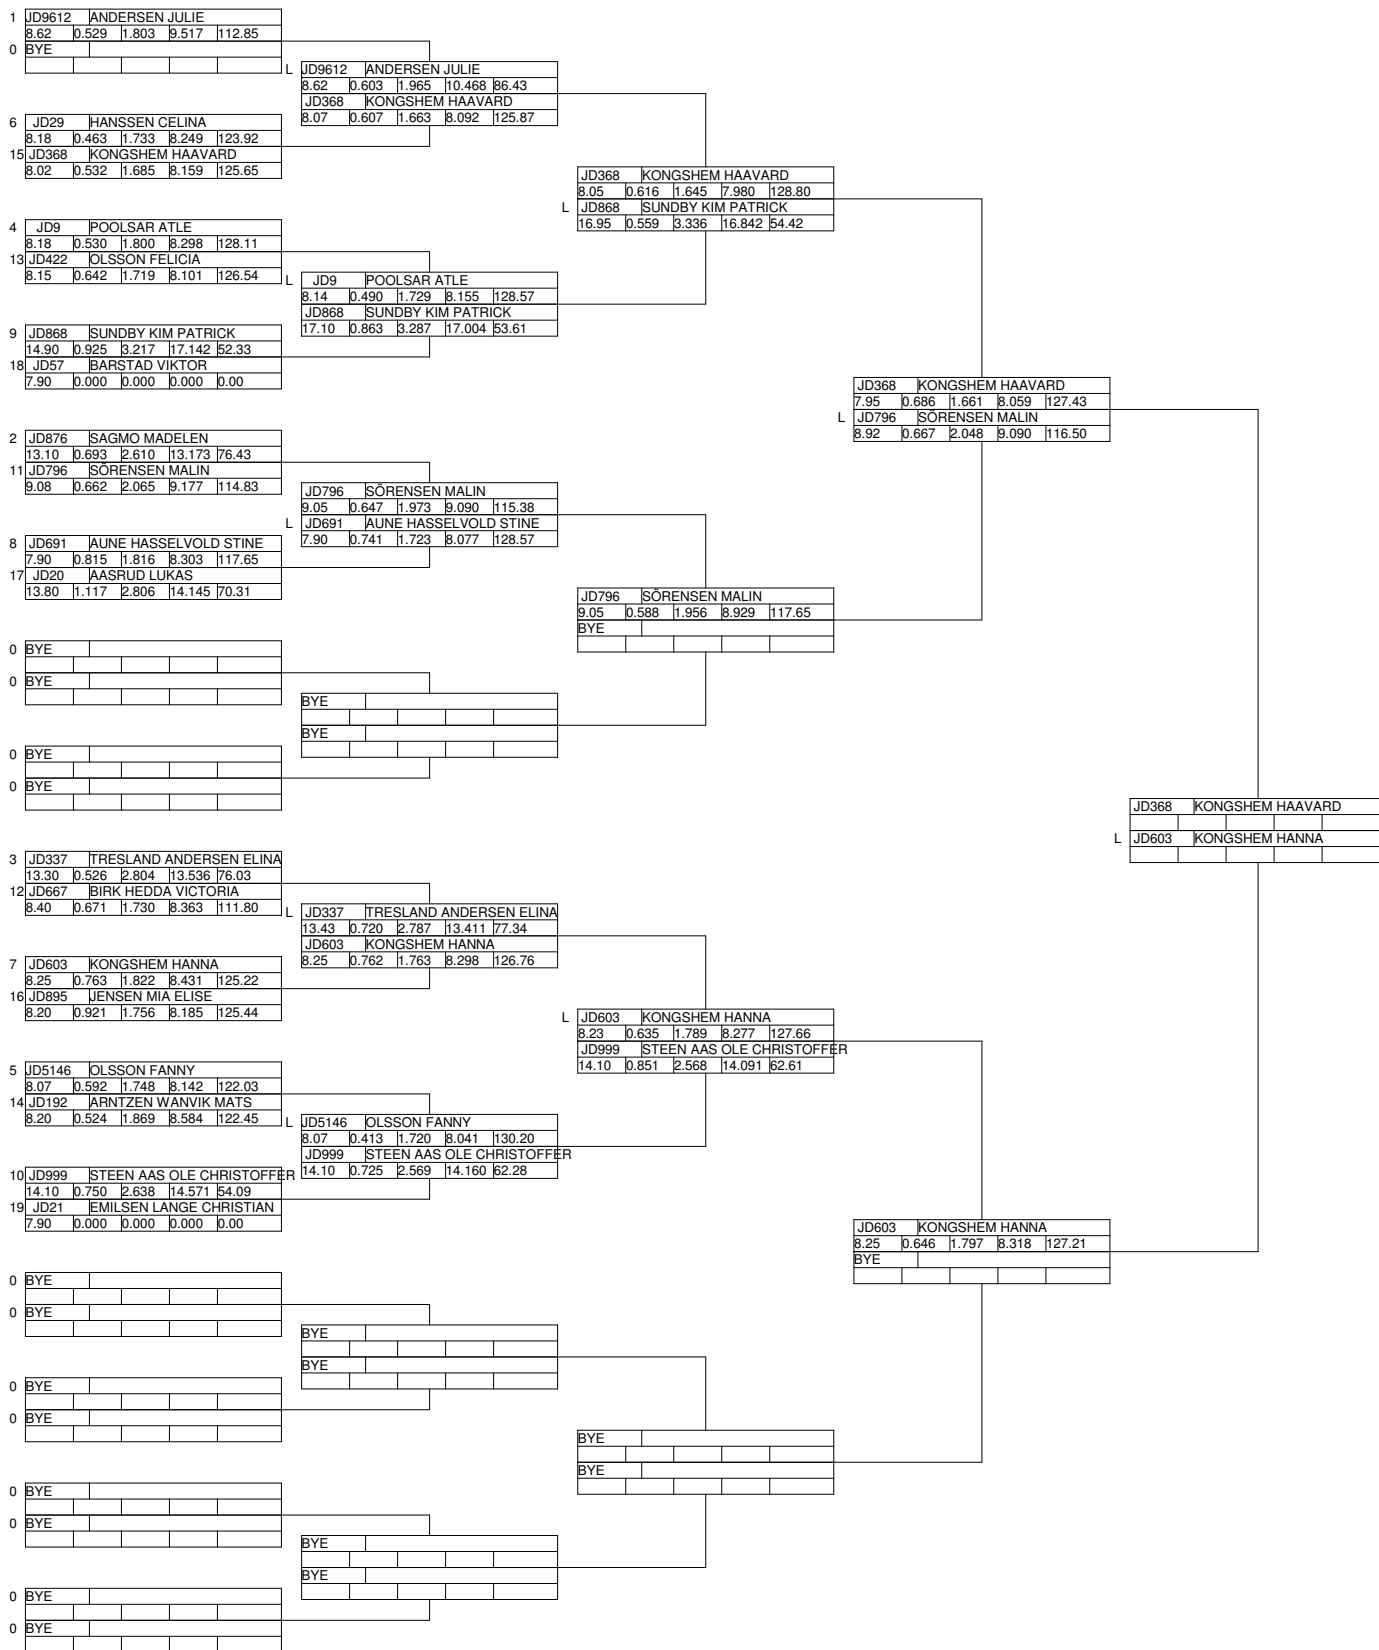 1 JD9612 ANDERSEN JULIE
8.62 0.529 1.803 9.517 112.85
0 BYE
6 JD29 HANSSEN CELINA
8.18 0.463 1.733 8.249 123.92
15 JD368 KONGSHEM HAAVARD
8.02 0.532 1.685 8.159 125.65
4 JD9 POOLSAR ATLE
8.18 0.530 1.800 8.298 128.11
13 JD422 OLSSON FELICIA
8.15 0.642 1.719 8.101 126.54
9 JD868 SUNDBY KIM PATRICK
14.90 0.925 3.217 17.142 52.33
18 JD57 BARSTAD VIKTOR
7.90 0.000 0.000 0.000 0.00
2 JD876 SAGMO MADELEN
13.10 0.693 2.610 13.173 76.43
11 JD796 SÖRENSEN MALIN
9.08 0.662 2.065 9.177 114.83
8 JD691 AUNE HASSELVOLD STINE
7.90 0.815 1.816 8.303 117.65
17 JD20 AASRUD LUKAS
13.80 1.117 2.806 14.145 70.31
0 BYE
0 BYE
0 BYE
0 BYE
3 JD337 TRESLAND ANDERSEN ELINA
13.30 0.526 2.804 13.536 76.03
12 JD667 BIRK HEDDA VICTORIA
8.40 0.671 1.730 8.363 111.80
7 JD603 KONGSHEM HANNA
8.25 0.763 1.822 8.431 125.22
16 JD895 JENSEN MIA ELISE
8.20 0.921 1.756 8.185 125.44
5 JD5146 OLSSON FANNY
8.07 0.592 1.748 8.142 122.03
14 JD192 ARNTZEN WANVIK MATS
8.20 0.524 1.869 8.584 122.45
10 JD999 STEEN AAS OLE CHRISTOFFER
14.10 0.750 2.638 14.571 54.09
19 JD21 EMILSEN LANGE CHRISTIAN
7.90 0.000 0.000 0.000 0.00
0 BYE
0 BYE
0 BYE
0 BYE
0 BYE
0 BYE
0 BYE
0 BYE
L JD9612 ANDERSEN JULIE
8.62 0.603 1.965 10.468 86.43
JD368 KONGSHEM HAAVARD
8.07 0.607 1.663 8.092 125.87
L JD9 POOLSAR ATLE
8.14 0.490 1.729 8.155 128.57
JD868 SUNDBY KIM PATRICK
17.10 0.863 3.287 17.004 53.61
JD796 SÖRENSEN MALIN
9.05 0.647 1.973 9.090 115.38
L JD691 AUNE HASSELVOLD STINE
7.90 0.741 1.723 8.077 128.57
BYE
BYE
L JD337 TRESLAND ANDERSEN ELINA
13.43 0.720 2.787 13.411 77.34
JD603 KONGSHEM HANNA
8.25 0.762 1.763 8.298 126.76
L JD5146 OLSSON FANNY
8.07 0.413 1.720 8.041 130.20
JD999 STEEN AAS OLE CHRISTOFFER
14.10 0.725 2.569 14.160 62.28
BYE
BYE
BYE
BYE
JD368 KONGSHEM HAAVARD
8.05 0.616 1.645 7.980 128.80
L JD868 SUNDBY KIM PATRICK
16.95 0.559 3.336 16.842 54.42
JD796 SÖRENSEN MALIN
9.05 0.588 1.956 8.929 117.65
BYE
L JD603 KONGSHEM HANNA
8.23 0.635 1.789 8.277 127.66
JD999 STEEN AAS OLE CHRISTOFFER
14.10 0.851 2.568 14.091 62.61
BYE
BYE
JD368 KONGSHEM HAAVARD
7.95 0.686 1.661 8.059 127.43
L JD796 SÖRENSEN MALIN
8.92 0.667 2.048 9.090 116.50
JD603 KONGSHEM HANNA
8.25 0.646 1.797 8.318 127.21
BYE
JD368 KONGSHEM HAAVARD
L JD603 KONGSHEM HANNA